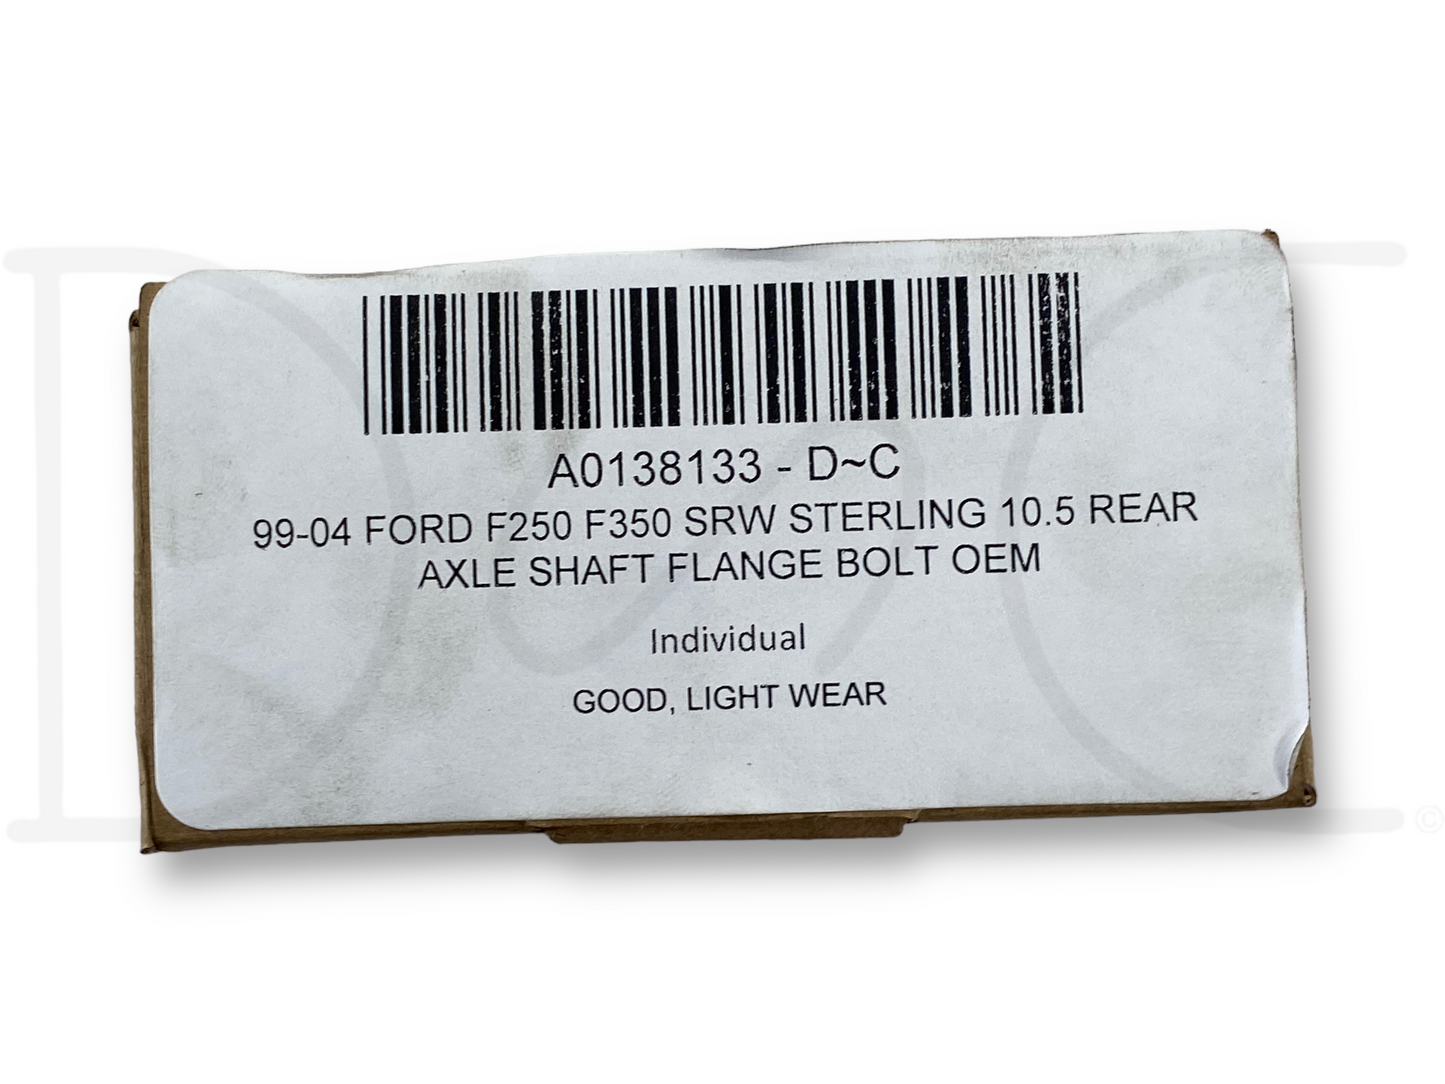 A0138133 - D~C
99-04 FORD F250 F350 SRW STERLING 10.5 REAR
AXLE SHAFT FLANGE BOLT OEM
Individual
GOOD, LIGHT WEAR
©